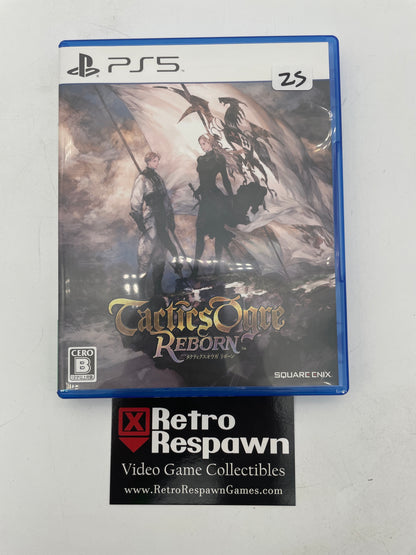 PS5
25
Tactics Ogre
REBORN™
タクティクスオウガ リボーン
CERO
B
SQUARE ENIX
Retro
Respawn
Video Game Collectibles
www.RetroRespawnGames.com